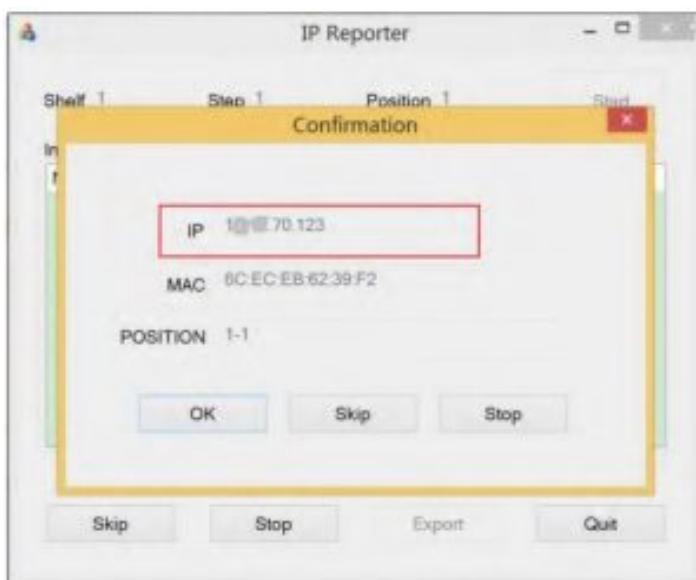 IP Reporter
Shelf 1 Step 1 Position 1 Start
Confirmation
IP 70.123
MAC 6C:EC:EB:62:39:F2
POSITION 1-1
OK Skip Stop
Skip Stop Export Quit